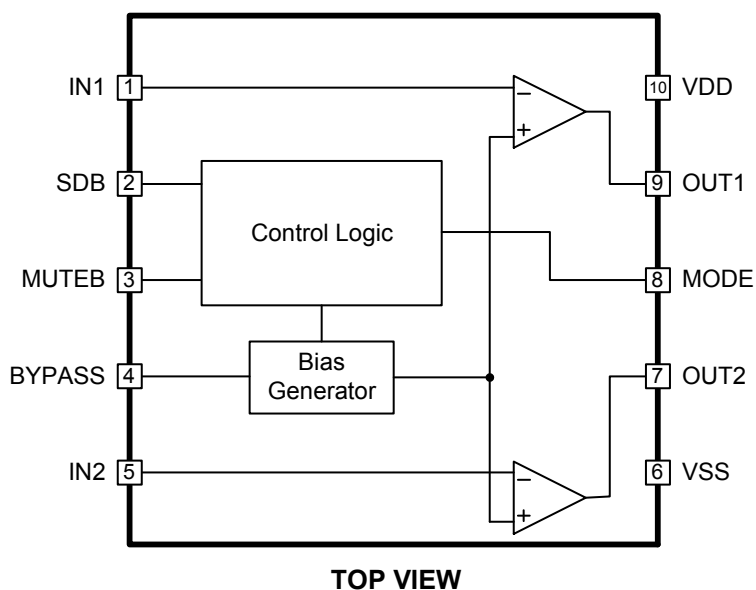 IN1 1 − 10 VDD
+
SDB 2 9 OUT1
Control Logic
MUTEB 3 8 MODE
BYPASS 4 Bias Generator 7 OUT2
IN2 5 − 6 VSS
+
TOP VIEW